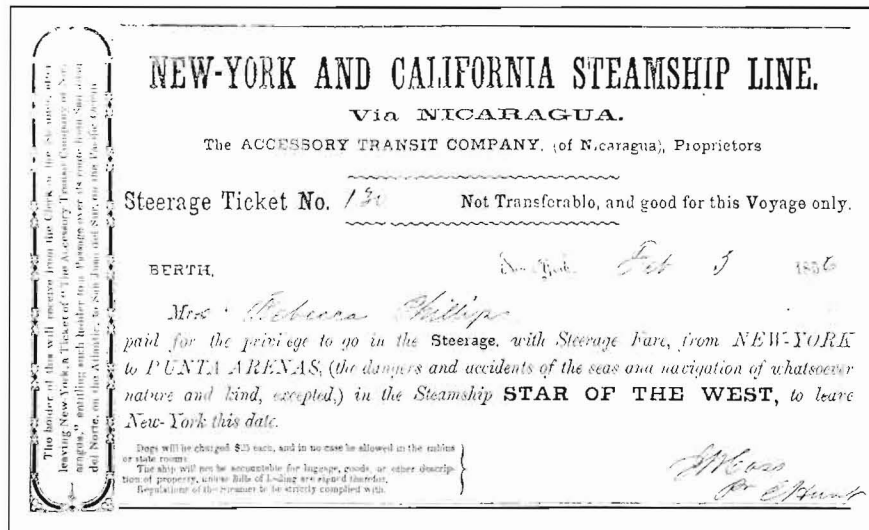 The holder of this will receive from the Clerk of the Steamer, after
leaving New York, a Ticket of "The Accessory Transit Company of Nic-
aragua," entitling such holder to a Passage over its route from San Juan
del Norte, on the Atlantic, to San Juan del Sur, on the Pacific Ocean
NEW-YORK AND CALIFORNIA STEAMSHIP LINE.
Via NICARAGUA.
The ACCESSORY TRANSIT COMPANY, (of Nicaragua), Proprietors
Steerage Ticket No. 130 Not Transferable, and good for this Voyage only.
BERTH, New-York, Feb 5 1856
Mrs Rebecca Phillips
paid for the privilege to go in the Steerage, with Steerage Fare, from NEW-YORK
to PUNTA ARENAS, (the dangers and accidents of the seas and navigation of whatsoever
nature and kind, excepted,) in the Steamship STAR OF THE WEST, to leave
New-York this date.
Dogs will be charged $25 each, and in no case be allowed in the cabins
or state rooms.
The ship will not be accountable for luggage, goods, or other descrip-
tion of property, unless Bills of Lading are signed therefor.
Regulations of the steamer to be strictly complied with.
Pr C Hunt